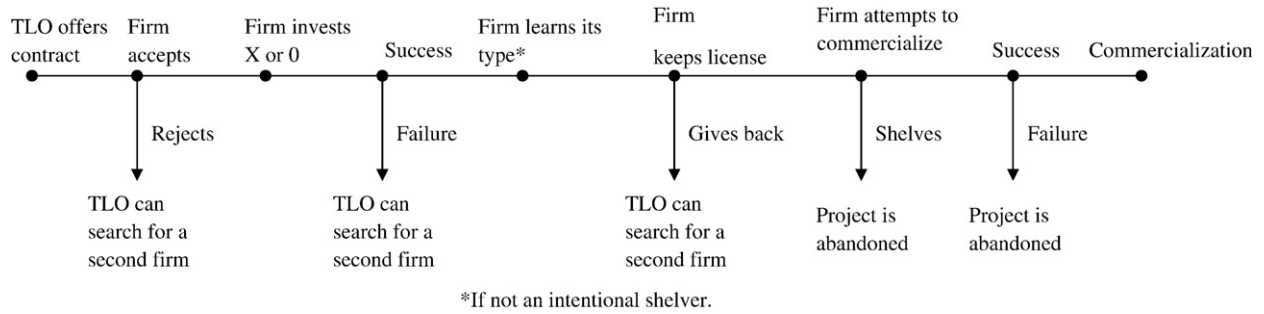 TLO offers
contract
Firm
accepts
Firm invests
X or 0
Success
Firm learns its
type*
Firm
keeps license
Firm attempts to
commercialize
Success
Commercialization
Rejects
Failure
Gives back
Shelves
Failure
TLO can
search for a
second firm
TLO can
search for a
second firm
TLO can
search for a
second firm
Project is
abandoned
Project is
abandoned
*If not an intentional shelver.